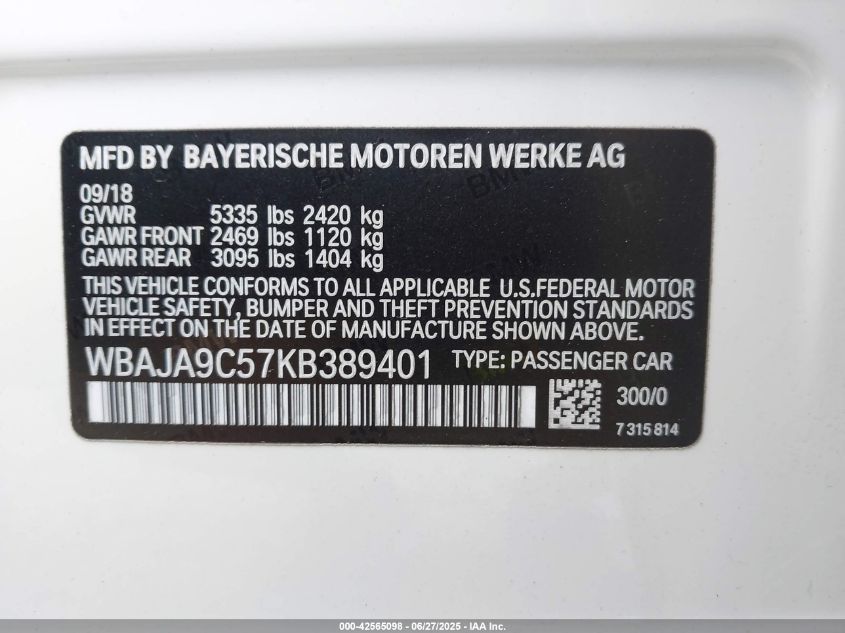 MFD BY BAYERISCHE MOTOREN WERKE AG
09/18
GVWR 5335 lbs 2420 kg
GAWR FRONT 2469 lbs 1120 kg
GAWR REAR 3095 lbs 1404 kg
THIS VEHICLE CONFORMS TO ALL APPLICABLE U.S.FEDERAL MOTOR
VEHICLE SAFETY, BUMPER AND THEFT PREVENTION STANDARDS
IN EFFECT ON THE DATE OF MANUFACTURE SHOWN ABOVE.
WBAJA9C57KB389401 TYPE: PASSENGER CAR
300/0
7 315 814
000-42565098 - 06/27/2025 - IAA Inc.